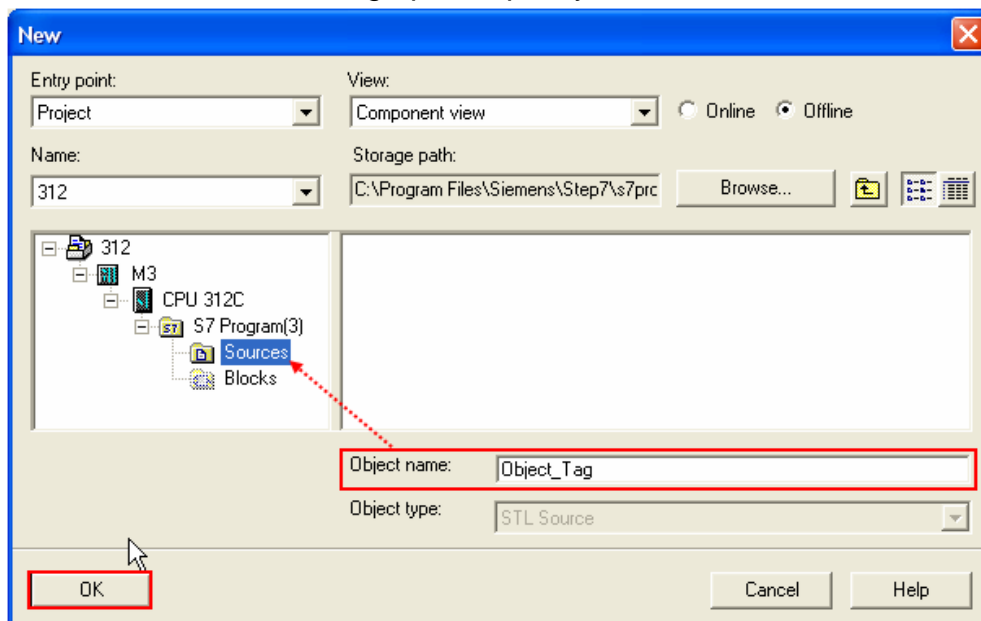 New
Entry point:
View:
Project
Component view
Online
Offline
Name:
Storage path:
312
C:\Program Files\Siemens\Step7\s7prc
Browse...
312
M3
CPU 312C
S7 Program(3)
Sources
Blocks
Object name:
Object_Tag
Object type:
STL Source
OK
Cancel
Help